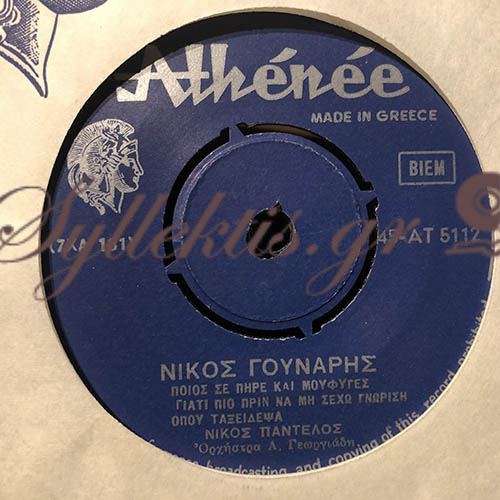 Athénée
MADE IN GREECE
BIEM
45-AT 5112
Syllektis.gr
ΝΙΚΟΣ ΓΟΥΝΑΡΗΣ
ΠΟΙΟΣ ΣΕ ΠΗΡΕ ΚΑΙ ΜΟΥΦΥΓΕΣ
ΓΙΑΤΙ ΠΙΟ ΠΡΙΝ ΝΑ ΜΗ ΣΕΧΩ ΓΝΩΡΙΣΗ
ΟΠΟΥ ΤΑΞΕΙΔΕΨΑ
ΝΙΚΟΣ ΠΑΝΤΕΛΟΣ
Ὀρχήστρα Λ. Γεωργιάδη
broadcasting and copying of this record